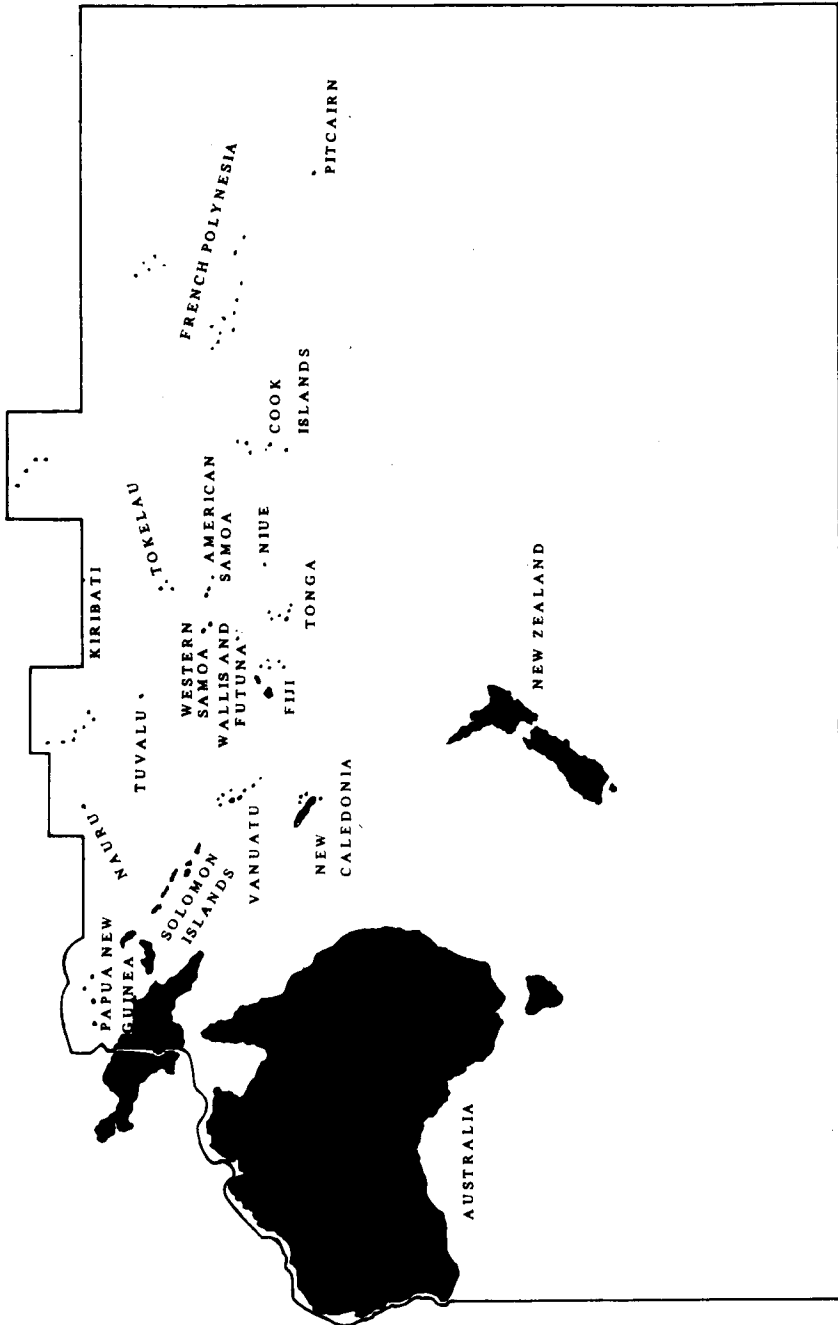 PAPUA NEW
GUINEA
NAURU
SOLOMON
ISLANDS
TUVALU
KIRIBATI
TOKELAU
WESTERN
SAMOA
WALLIS AND
FUTUNA
AMERICAN
SAMOA
FRENCH POLYNESIA
VANUATU
FIJI
NIUE
TONGA
COOK
ISLANDS
PITCAIRN
NEW
CALEDONIA
AUSTRALIA
NEW ZEALAND